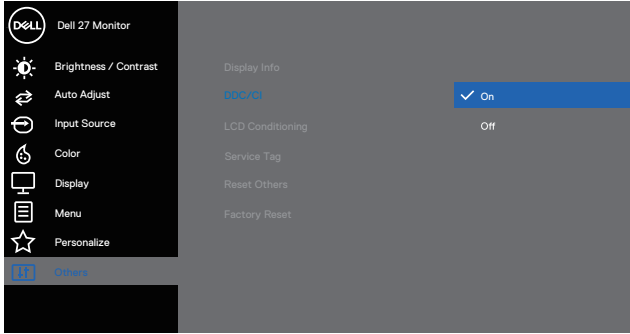 DELL
Dell 27 Monitor
Brightness / Contrast
Auto Adjust
Input Source
Color
Display
Menu
Personalize
Others
Display Info
DDC/CI
LCD Conditioning
Service Tag
Reset Others
Factory Reset
On
Off